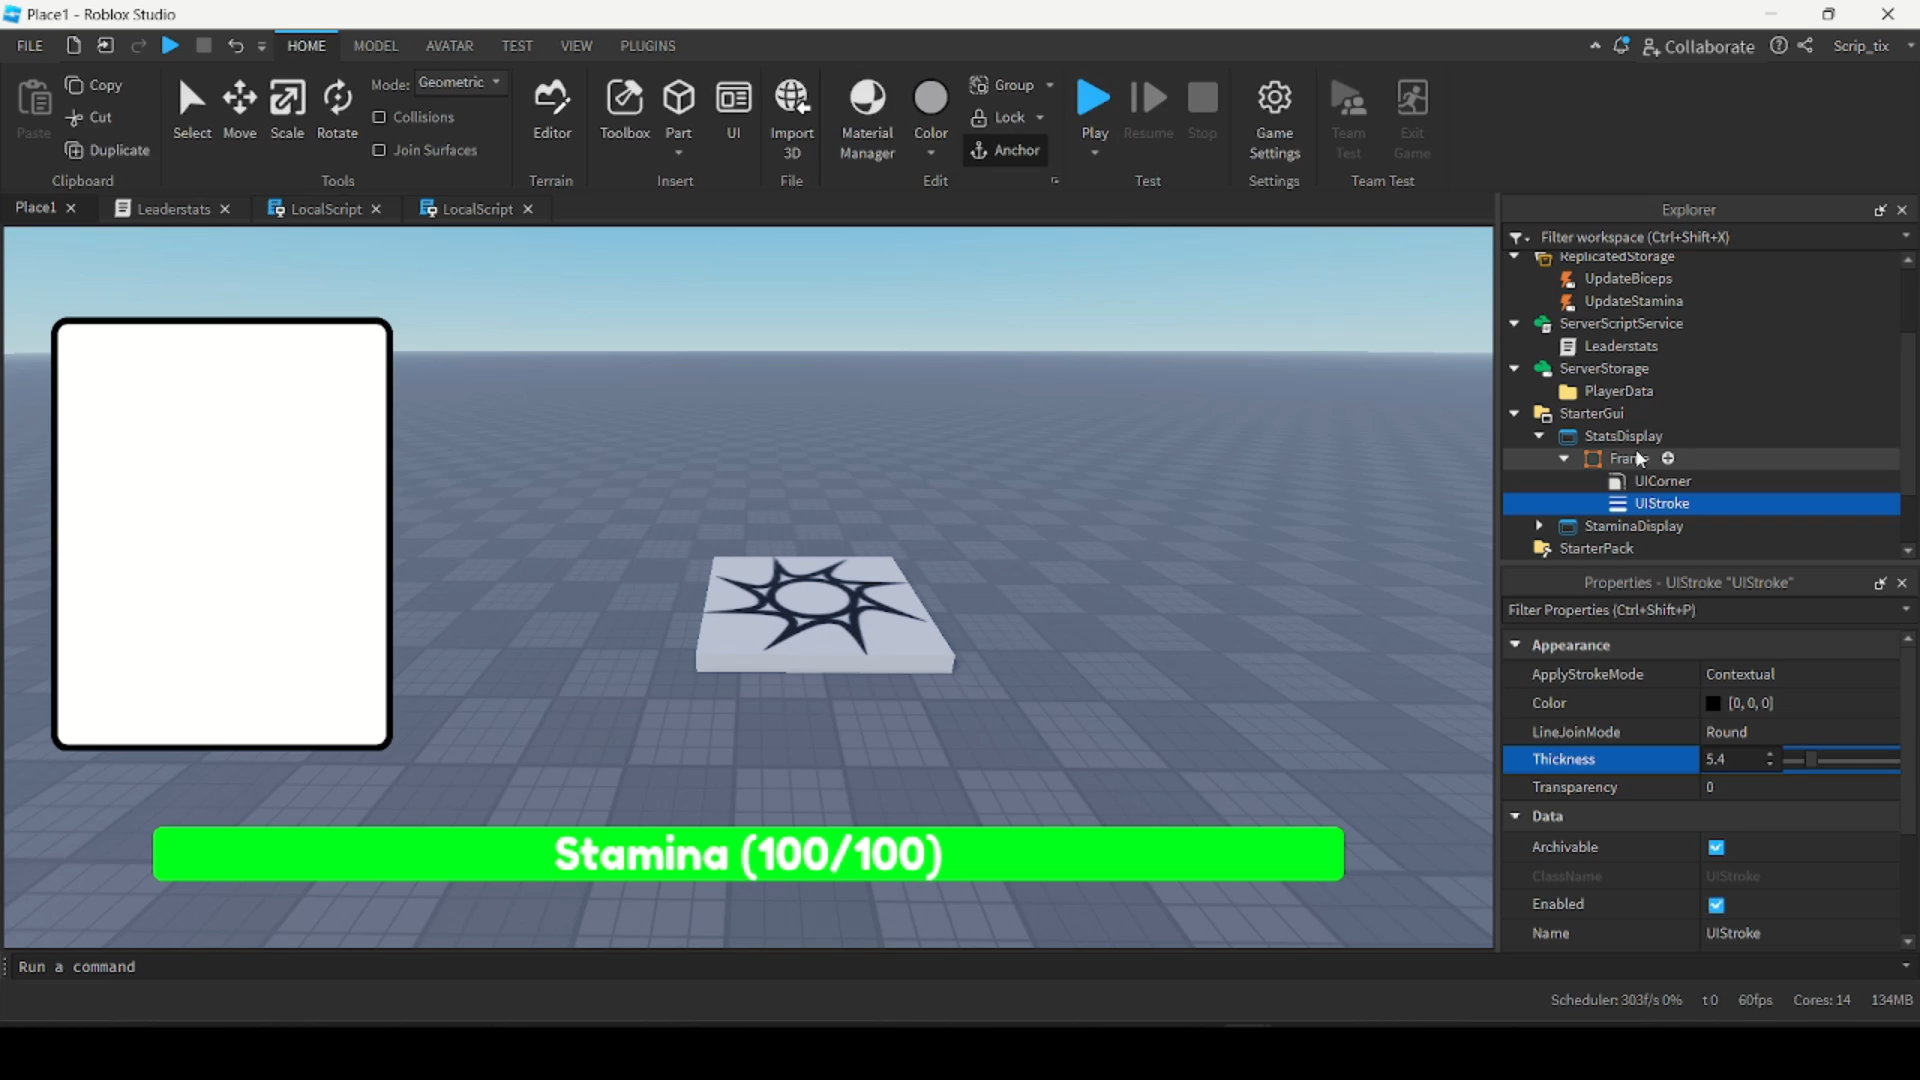 Place1 - Roblox Studio
FILE HOME MODEL AVATAR TEST VIEW PLUGINS Collaborate Scrip_tix
Paste Copy Cut Duplicate Clipboard
Select Move Scale Rotate Mode: Geometric Collisions Join Surfaces Tools
Editor Terrain
Toolbox Part UI Insert
Import 3D File
Material Manager Color Group Lock Anchor Edit
Play Resume Stop Test
Game Settings Settings
Team Test Exit Game Team Test
Place1 Leaderstats LocalScript LocalScript
Explorer
Filter workspace (Ctrl+Shift+X)
ReplicatedStorage
UpdateBiceps
UpdateStamina
ServerScriptService
Leaderstats
ServerStorage
PlayerData
StarterGui
StatsDisplay
UICorner
UIStroke
StaminaDisplay
StarterPack
Properties - UIStroke "UIStroke"
Filter Properties (Ctrl+Shift+P)
Appearance
ApplyStrokeMode Contextual
Color [0, 0, 0]
LineJoinMode Round
Thickness 5.4
Transparency 0
Data
Archivable
ClassName UIStroke
Enabled
Name UIStroke
Stamina (100/100)
Run a command
Scheduler: 303f/s 0% t 0 60fps Cores: 14 134MB